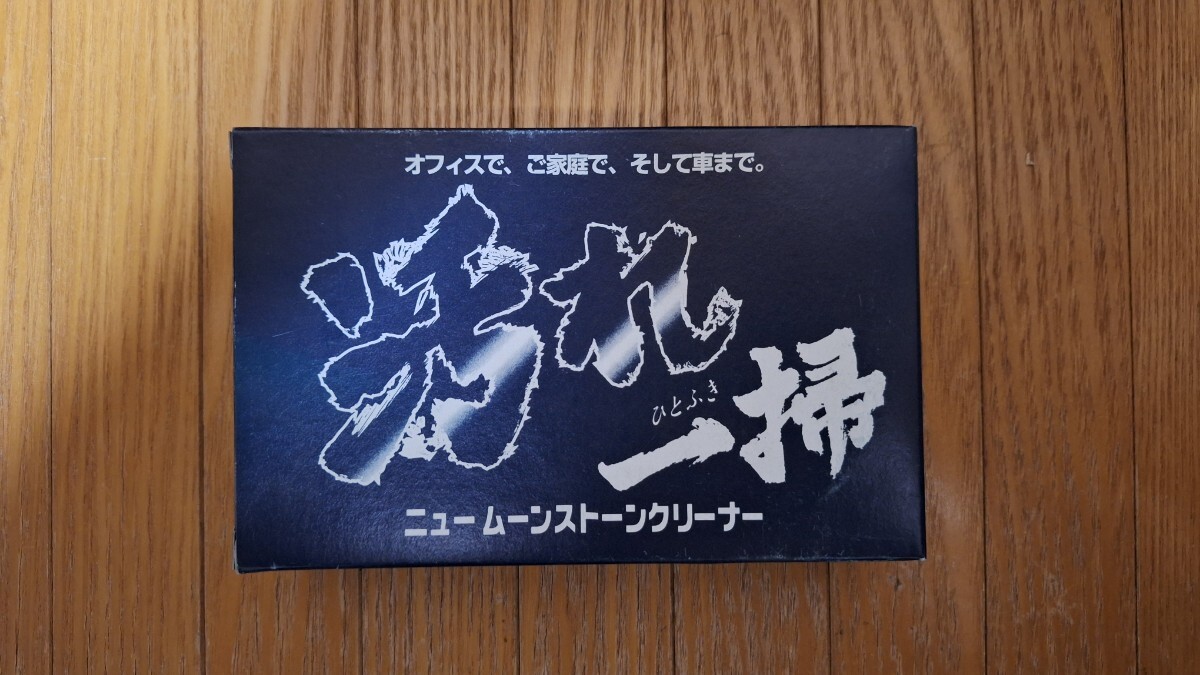 オフィスで、ご家庭で、そして車まで。
汚れ
ひとふき
一掃
ニュー ムーンストーンクリーナー